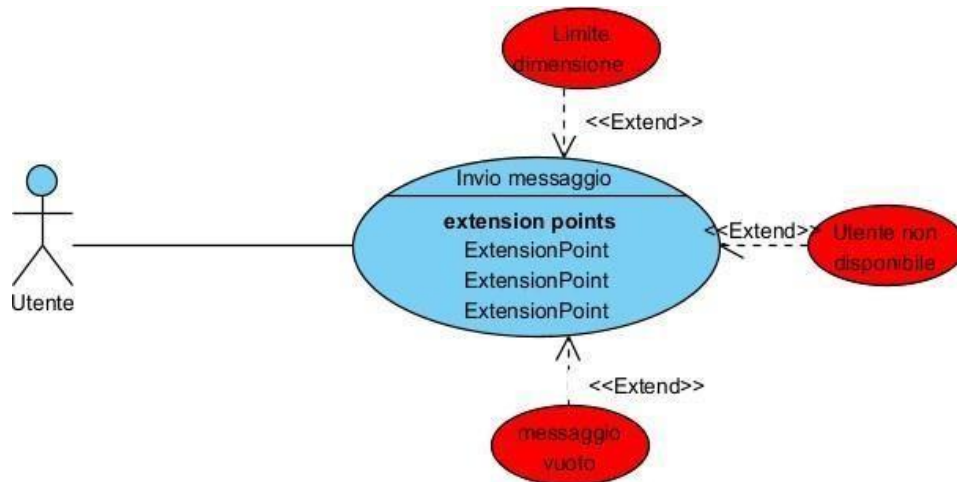 Limite
dimensione
<<Extend>>
Invio messaggio
extension points
ExtensionPoint
ExtensionPoint
ExtensionPoint
<<Extend>>
Utente non
disponibile
Utente
<<Extend>>
messaggio
vuoto